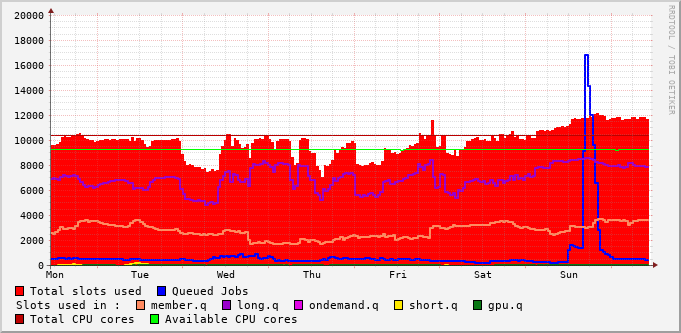 20000
18000
16000
14000
12000
10000
8000
6000
4000
2000
0
Mon Tue Wed Thu Fri Sat Sun
RRDTOOL / TOBI OETIKER
Total slots used Queued Jobs
Slots used in : member.q long.q ondemand.q short.q gpu.q
Total CPU cores Available CPU cores